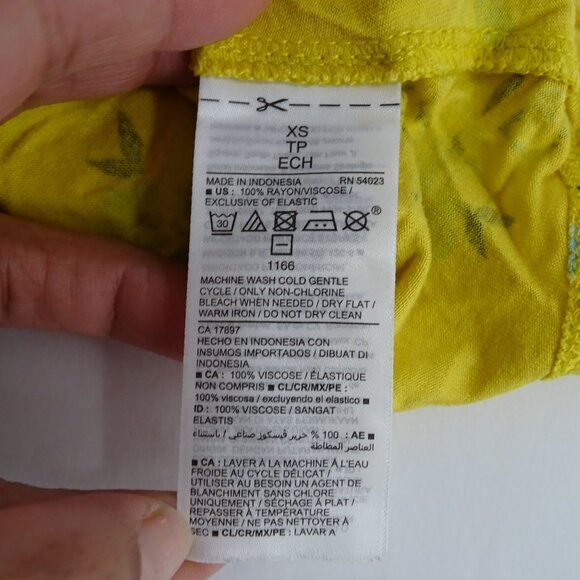 XS
TP
ECH
MADE IN INDONESIA RN 54023
■ US : 100% RAYON/VISCOSE /
EXCLUSIVE OF ELASTIC
30 ®
1166
MACHINE WASH COLD GENTLE
CYCLE / ONLY NON-CHLORINE
BLEACH WHEN NEEDED / DRY FLAT /
WARM IRON / DO NOT DRY CLEAN
CA 17897
HECHO EN INDONESIA CON
INSUMOS IMPORTADOS / DIBUAT DI
INDONESIA
■ CA : 100% VISCOSE / ÉLASTIQUE
NON COMPRIS ■ CL/CR/MX/PE :
100% viscosa / excluyendo el elastico ■
ID : 100% VISCOSE / SANGAT
ELASTIS
■ AE : 100 % حرير فيسكوز صناعي / باستثناء
العناصر المطاطة
■ CA : LAVER À LA MACHINE À L'EAU
FROIDE AU CYCLE DÉLICAT /
UTILISER AU BESOIN UN AGENT DE
BLANCHIMENT SANS CHLORE
UNIQUEMENT / SÉCHAGE À PLAT /
REPASSER À TEMPÉRATURE
MOYENNE / NE PAS NETTOYER À
SEC ■ CL/CR/MX/PE : LAVAR A